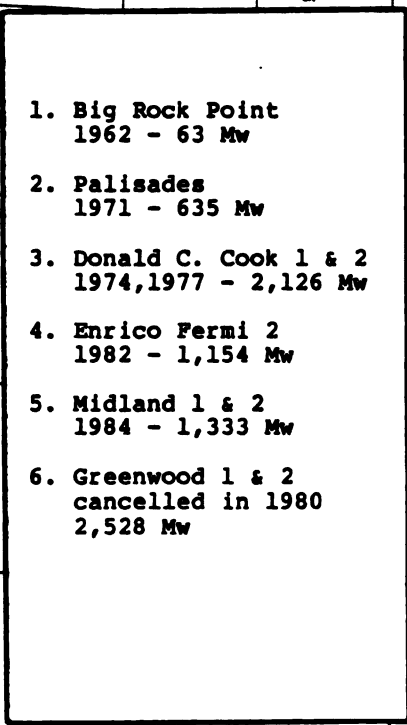 1. Big Rock Point
1962 - 63 Mw
2. Palisades
1971 - 635 Mw
3. Donald C. Cook 1 & 2
1974,1977 - 2,126 Mw
4. Enrico Fermi 2
1982 - 1,154 Mw
5. Midland 1 & 2
1984 - 1,333 Mw
6. Greenwood 1 & 2
cancelled in 1980
2,528 Mw